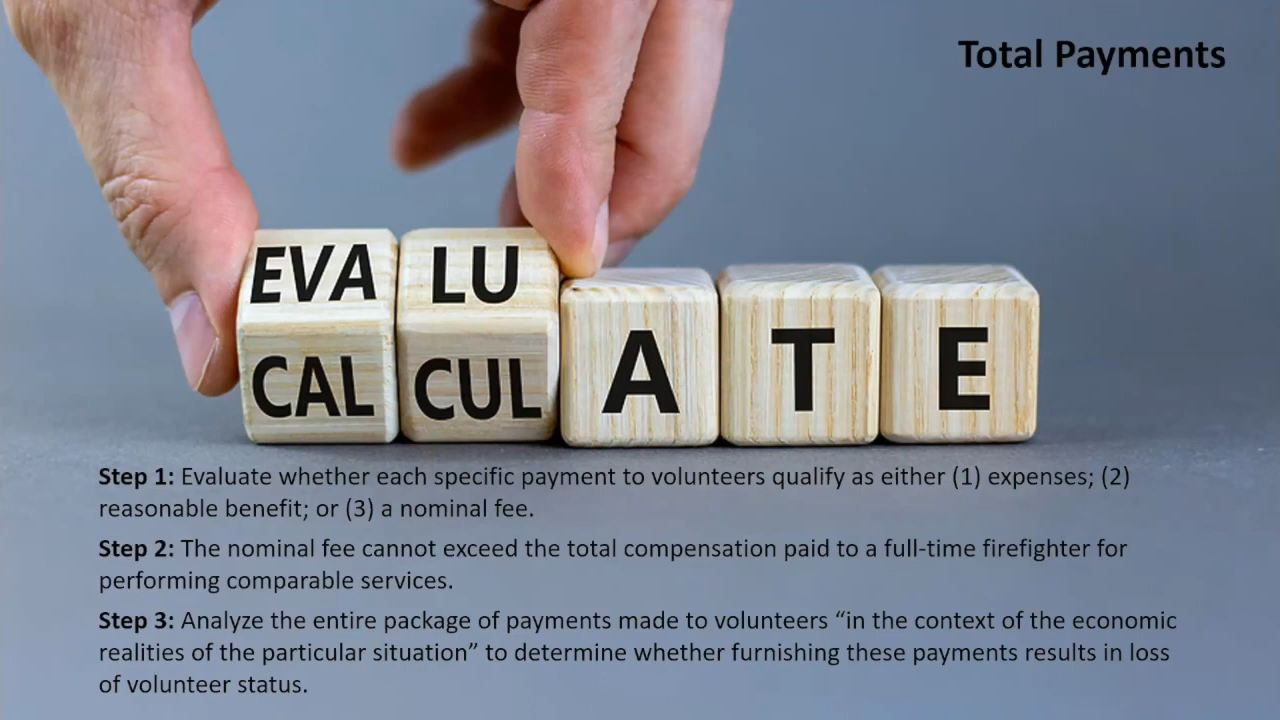 Total Payments
EVA LU
CAL CUL A T E
Step 1: Evaluate whether each specific payment to volunteers qualify as either (1) expenses; (2)
reasonable benefit; or (3) a nominal fee.
Step 2: The nominal fee cannot exceed the total compensation paid to a full-time firefighter for
performing comparable services.
Step 3: Analyze the entire package of payments made to volunteers “in the context of the economic
realities of the particular situation” to determine whether furnishing these payments results in loss
of volunteer status.